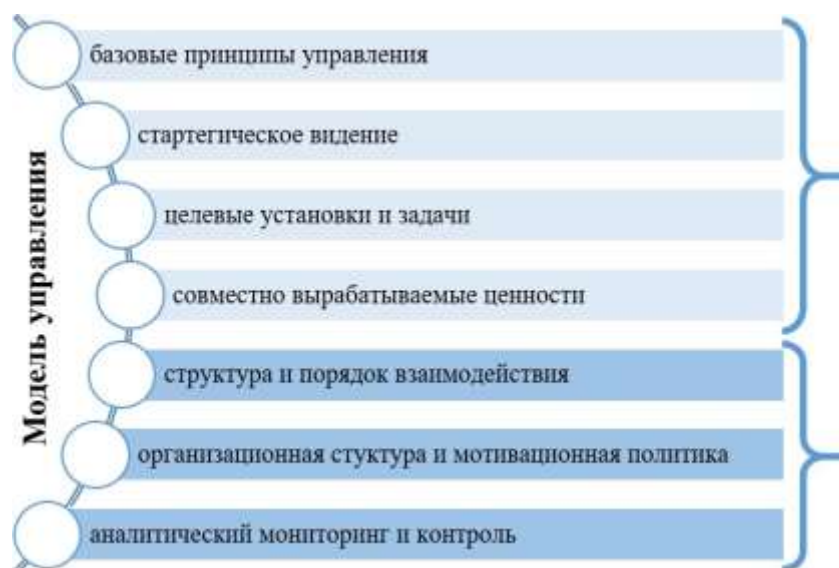 Модель управления
базовые принципы управления
стартегическое видение
целевые установки и задачи
совместно вырабатываемые ценности
структура и порядок взаимодействия
организационная стуктура и мотивационная политика
аналитический мониторинг и контроль